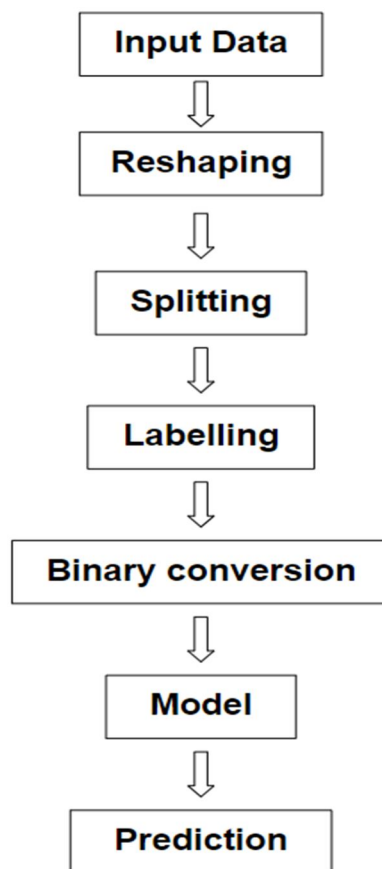 Input Data
Reshaping
Splitting
Labelling
Binary conversion
Model
Prediction